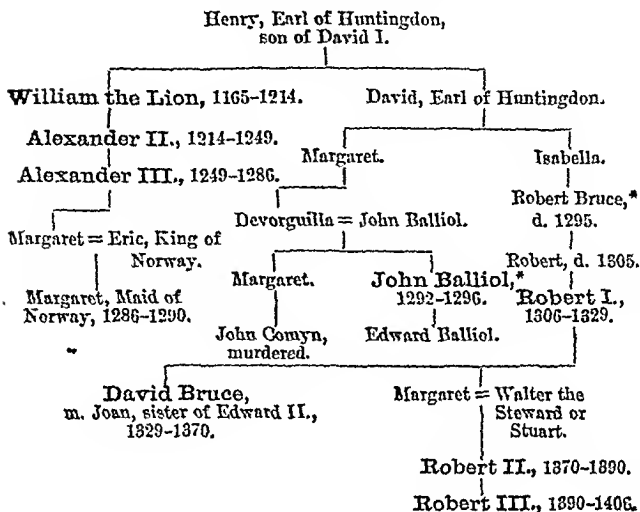 Henry, Earl of Huntingdon,
son of David I.
William the Lion, 1165-1214.
David, Earl of Huntingdon.
Alexander II., 1214-1249.
Margaret.
Isabella.
Alexander III., 1249-1286.
Robert Bruce,*
d. 1295.
Devorguilla = John Balliol.
Margaret = Eric, King of
Norway.
Robert, d. 1305.
Margaret.
John Balliol,*
1292-1296.
Robert I.,
1306-1329.
Margaret, Maid of
Norway, 1286-1290.
John Comyn,
murdered.
Edward Balliol.
David Bruce,
m. Joan, sister of Edward II.,
1329-1370.
Margaret = Walter the
Steward or
Stuart.
Robert II., 1370-1890.
Robert III., 1390-1406.